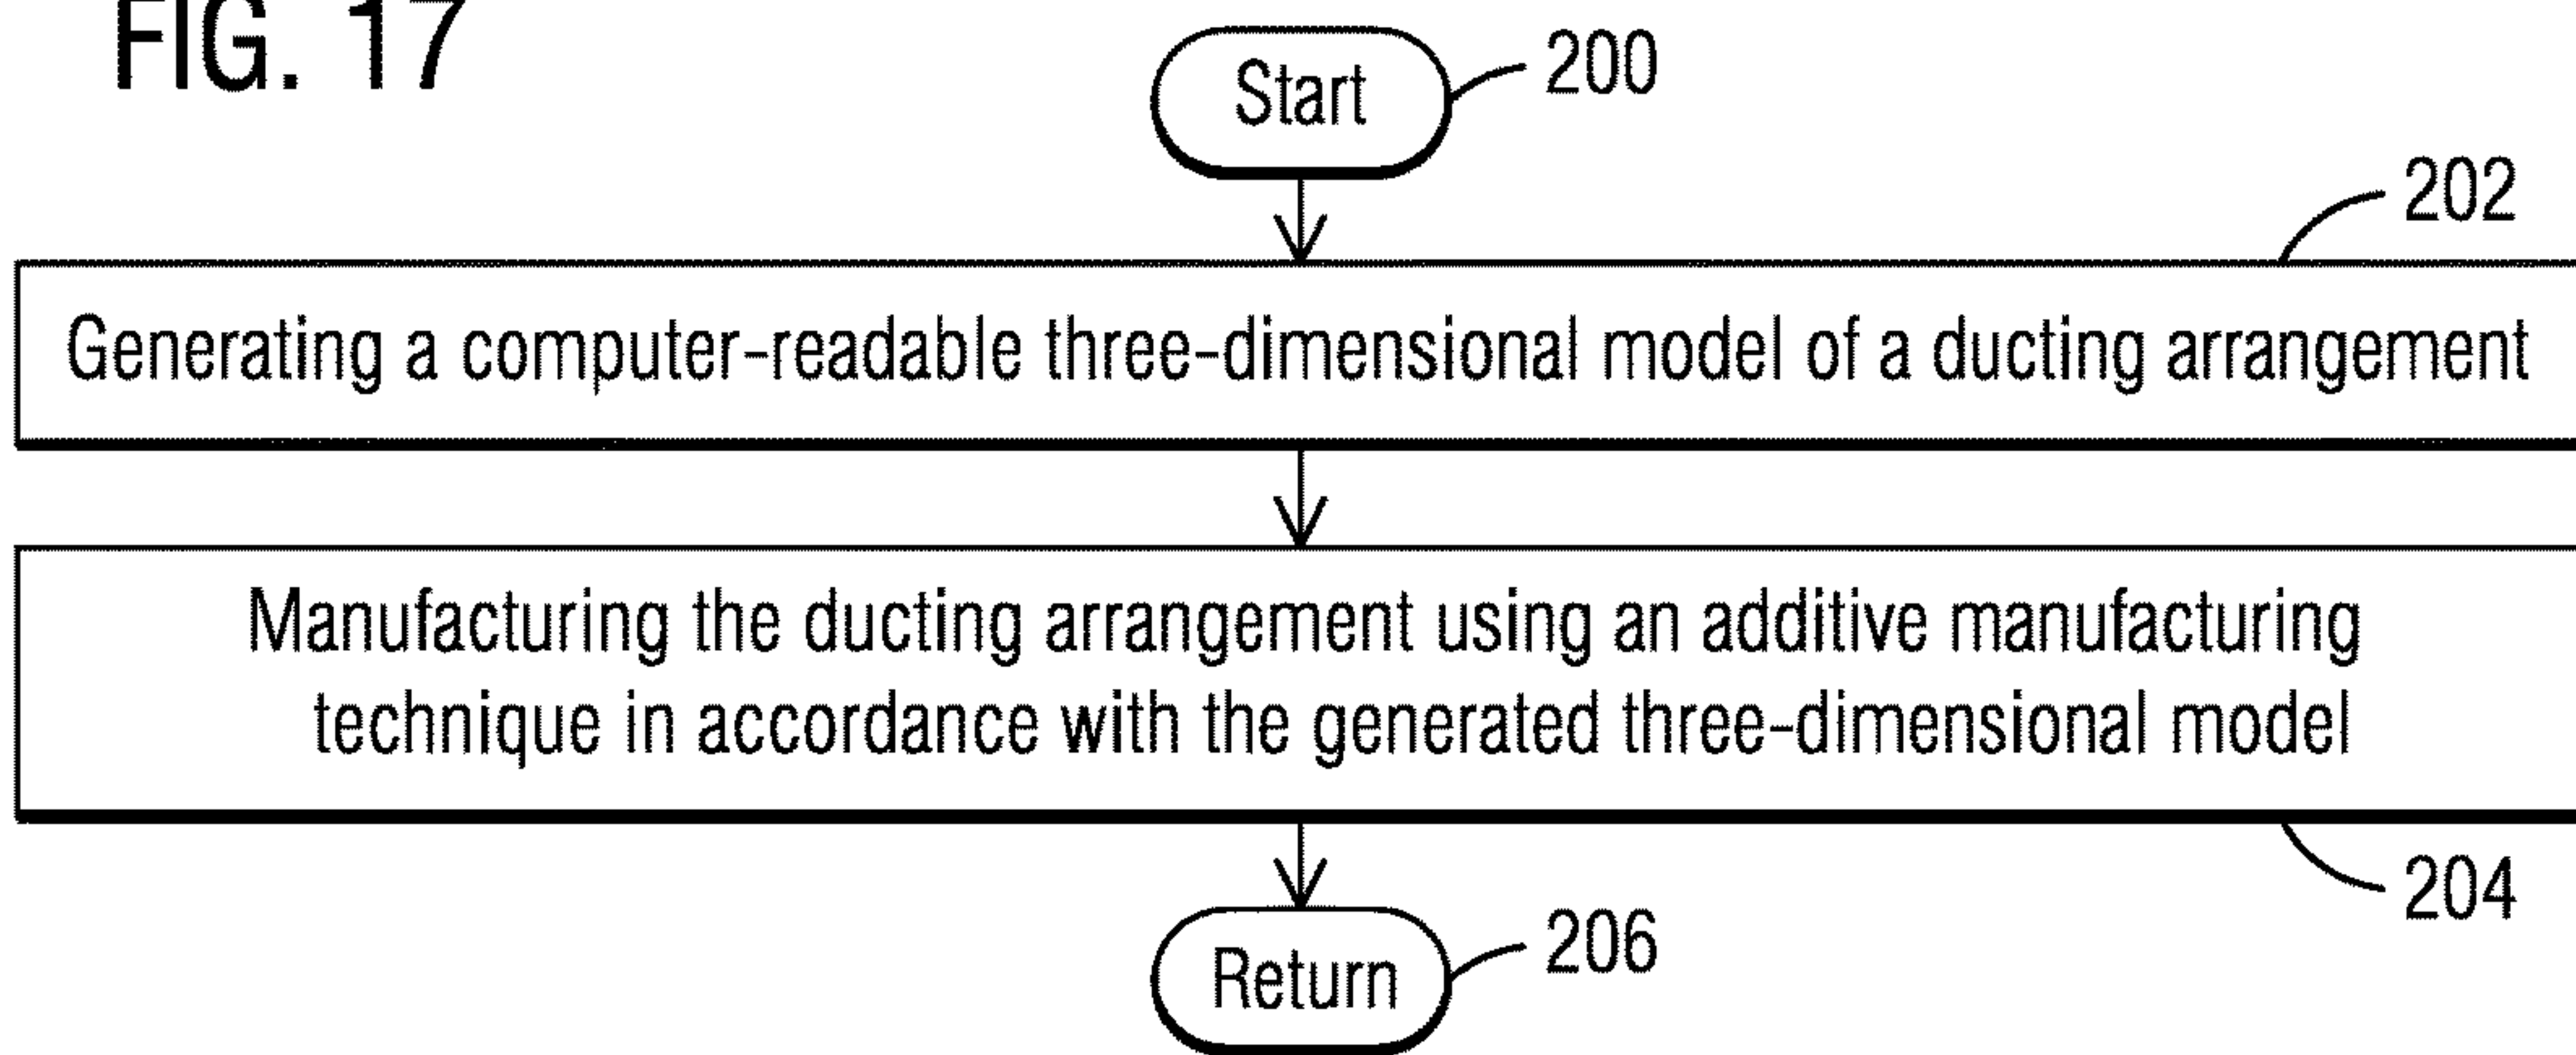 FIG. 17
Start
200
202
Generating a computer-readable three-dimensional model of a ducting arrangement
Manufacturing the ducting arrangement using an additive manufacturing
technique in accordance with the generated three-dimensional model
204
Return
206